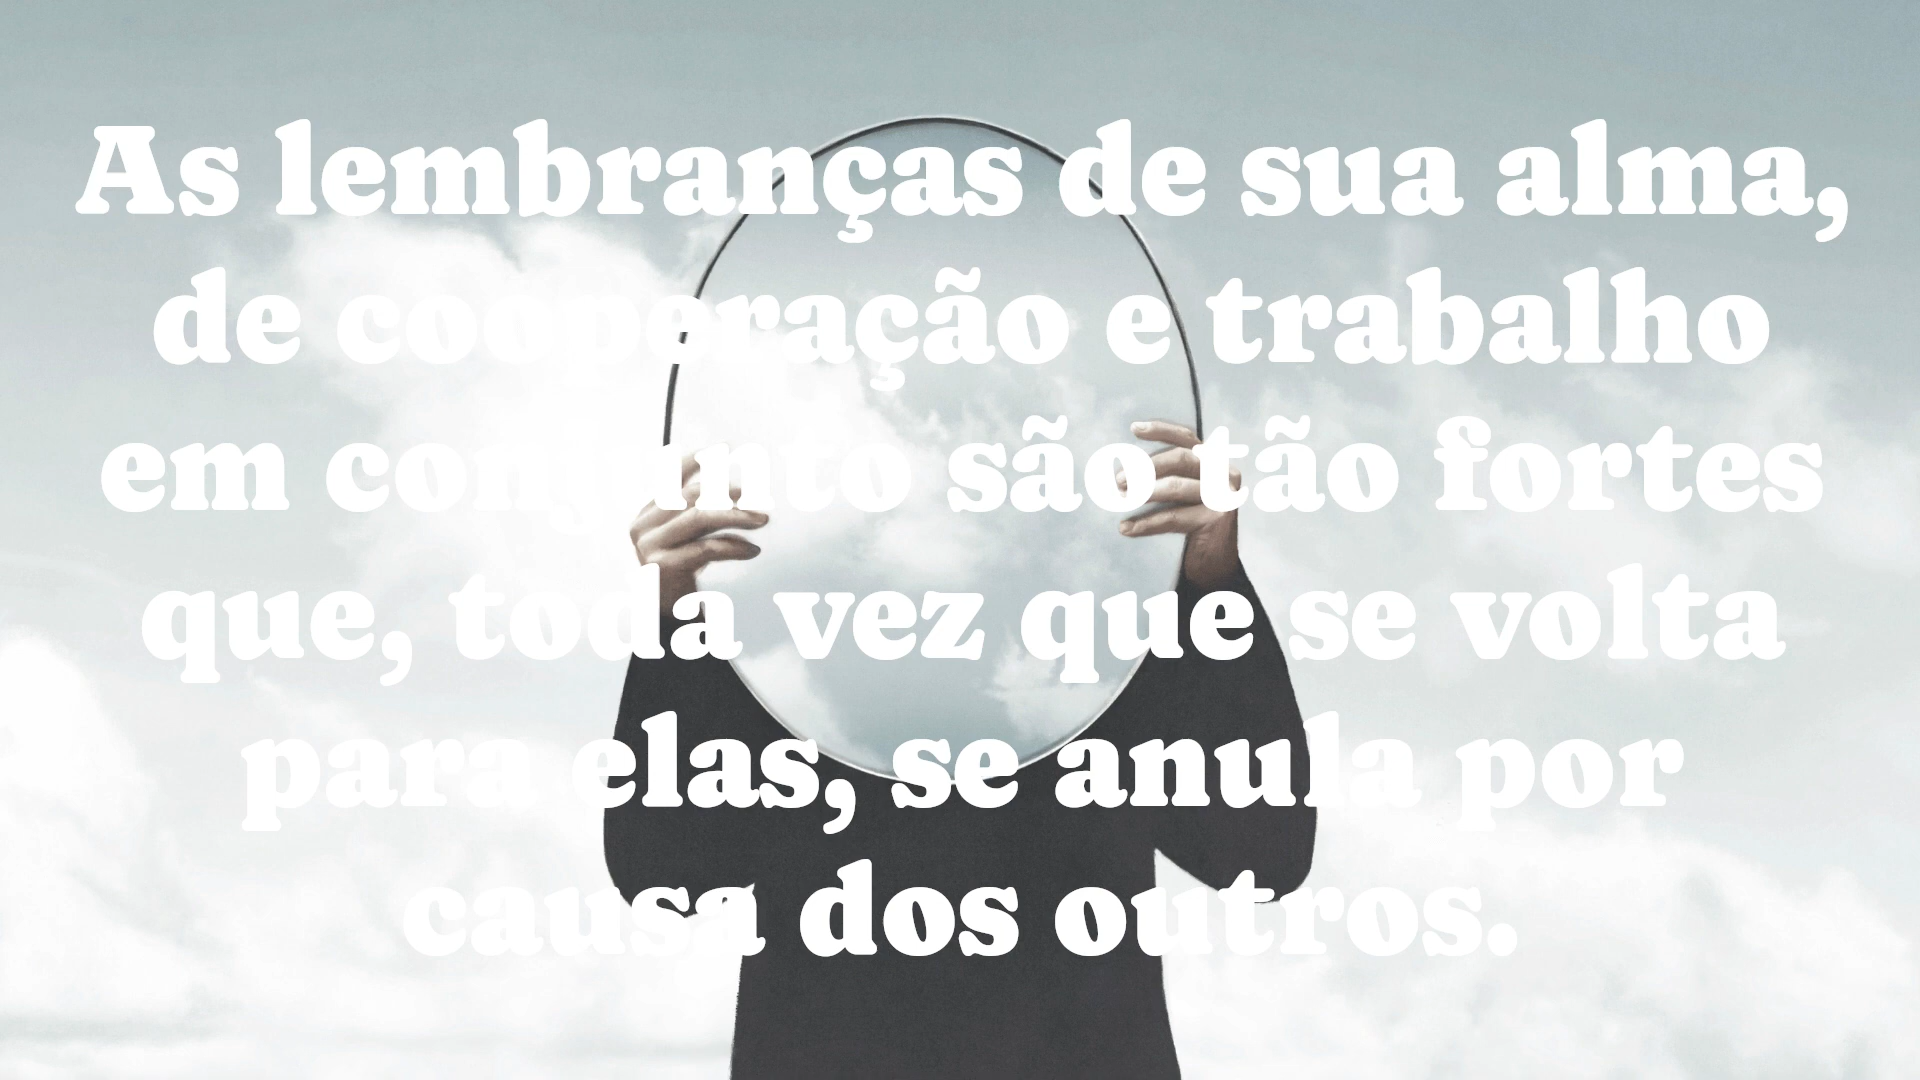 As lembranças de sua alma,
de cooperação e trabalho
em conjunto são tão fortes
que, toda vez que se volta
para elas, se anula por
causa dos outros.